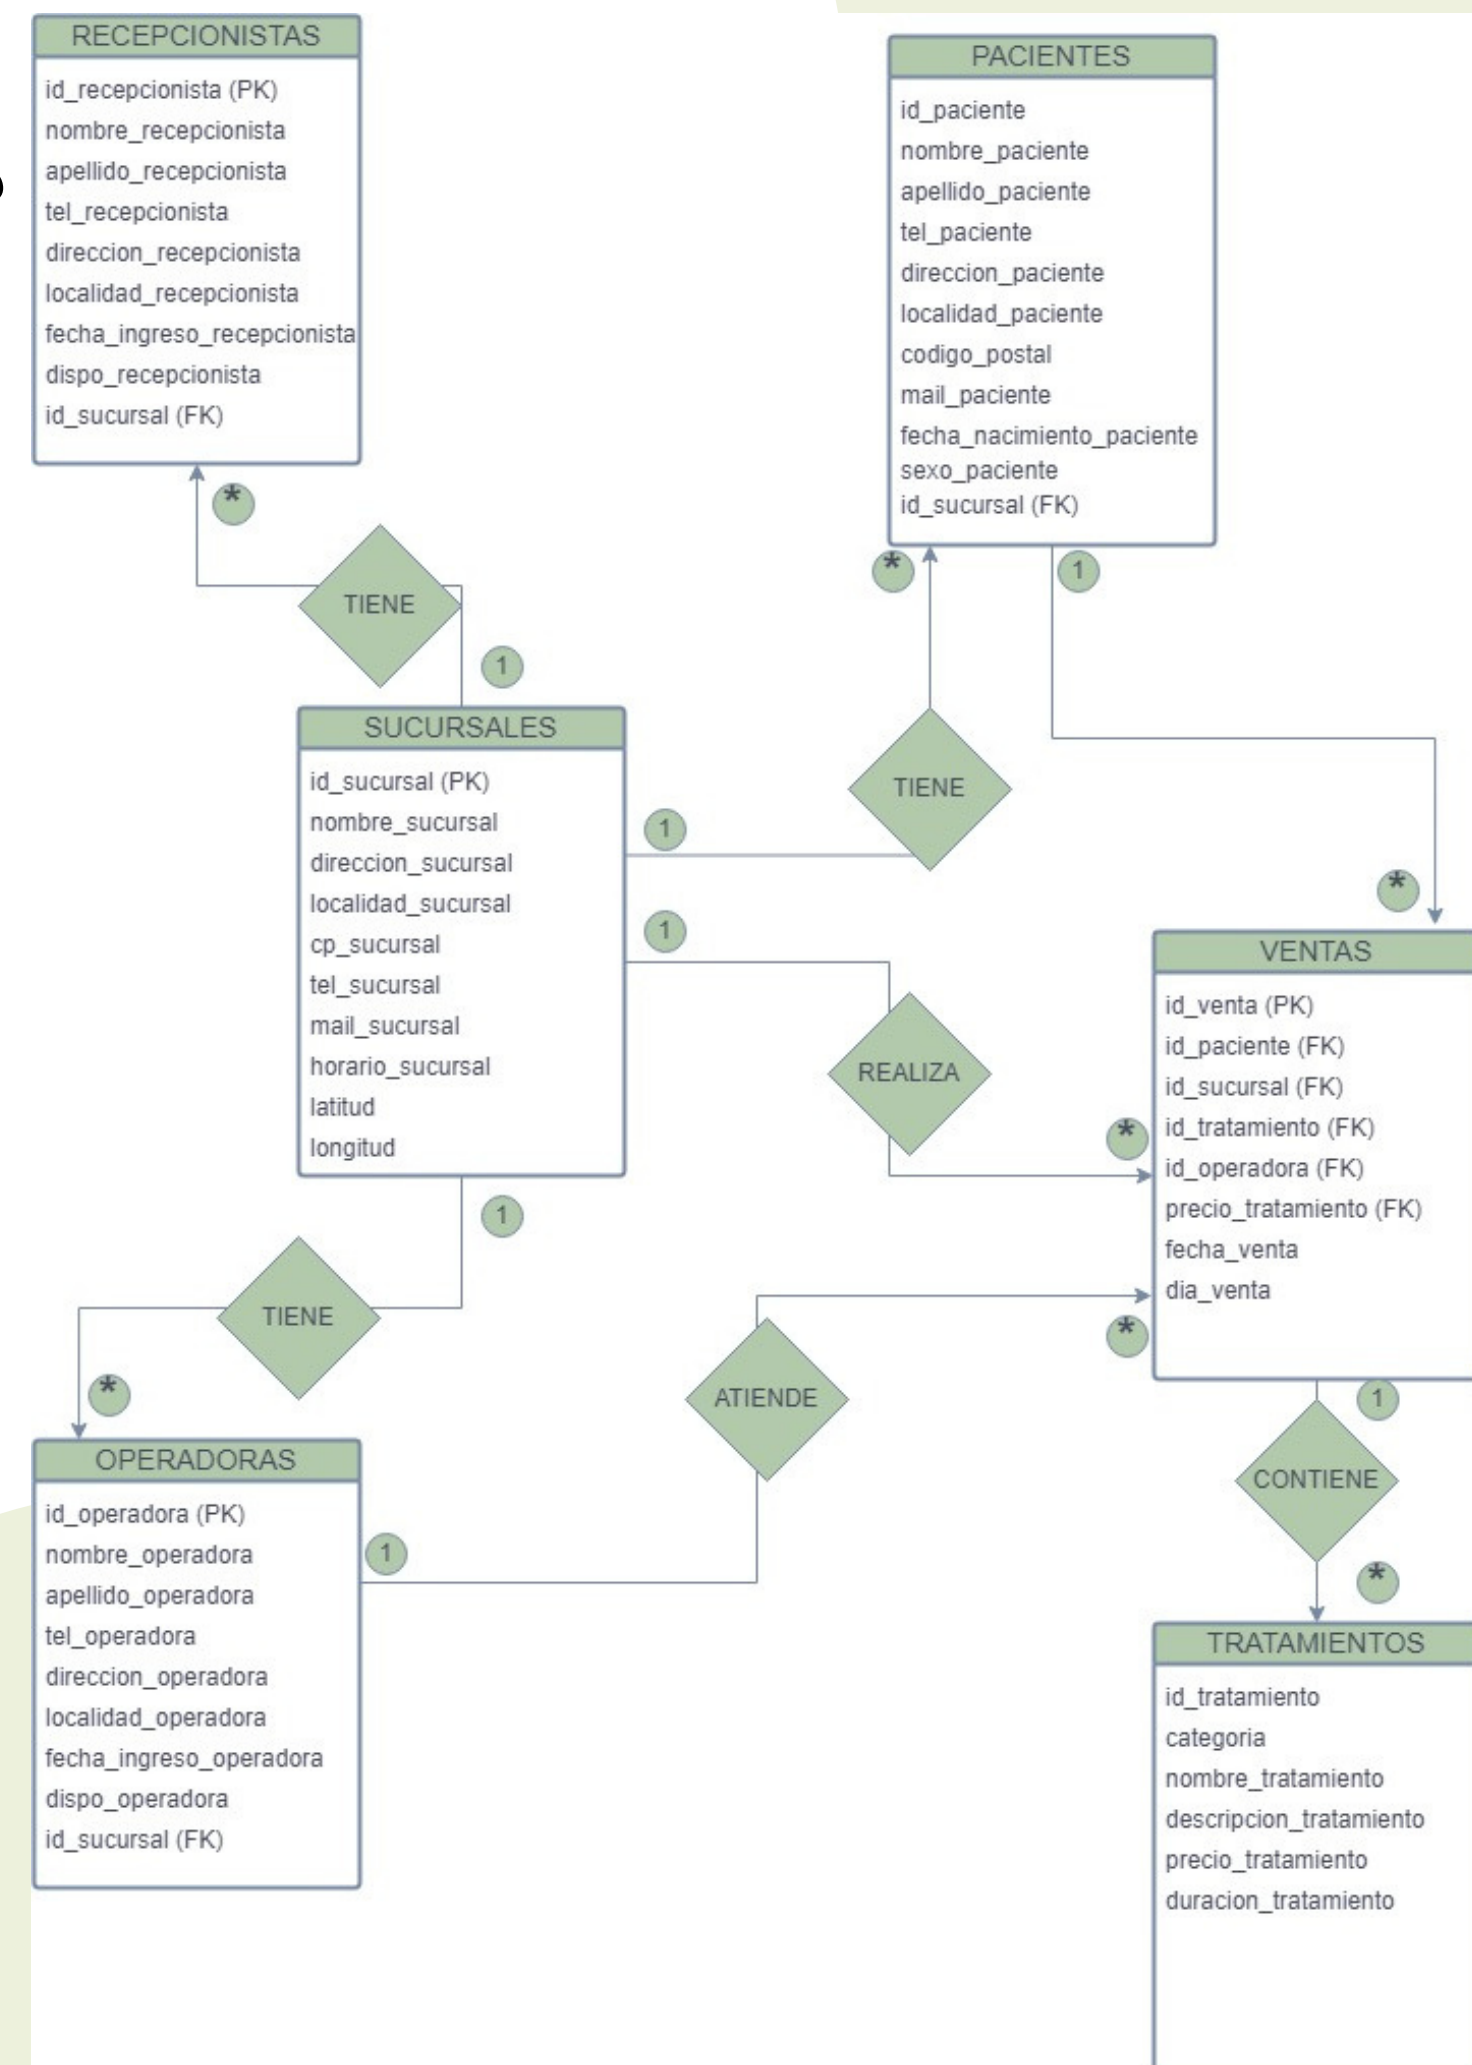 RECEPCIONISTAS
id_recepcionista (PK)
nombre_recepcionista
apellido_recepcionista
tel_recepcionista
direccion_recepcionista
localidad_recepcionista
fecha_ingreso_recepcionista
dispo_recepcionista
id_sucursal (FK)
*
TIENE
1
PACIENTES
id_paciente
nombre_paciente
apellido_paciente
tel_paciente
direccion_paciente
localidad_paciente
codigo_postal
mail_paciente
fecha_nacimiento_paciente
sexo_paciente
id_sucursal (FK)
*
1
TIENE
SUCURSALES
id_sucursal (PK)
nombre_sucursal
direccion_sucursal
localidad_sucursal
cp_sucursal
tel_sucursal
mail_sucursal
horario_sucursal
latitud
longitud
1
1
REALIZA
*
*
VENTAS
id_venta (PK)
id_paciente (FK)
id_sucursal (FK)
id_tratamiento (FK)
id_operadora (FK)
precio_tratamiento (FK)
fecha_venta
dia_venta
1
TIENE
*
ATIENDE
*
1
CONTIENE
*
OPERADORAS
id_operadora (PK)
nombre_operadora
apellido_operadora
tel_operadora
direccion_operadora
localidad_operadora
fecha_ingreso_operadora
dispo_operadora
id_sucursal (FK)
1
TRATAMIENTOS
id_tratamiento
categoria
nombre_tratamiento
descripcion_tratamiento
precio_tratamiento
duracion_tratamiento